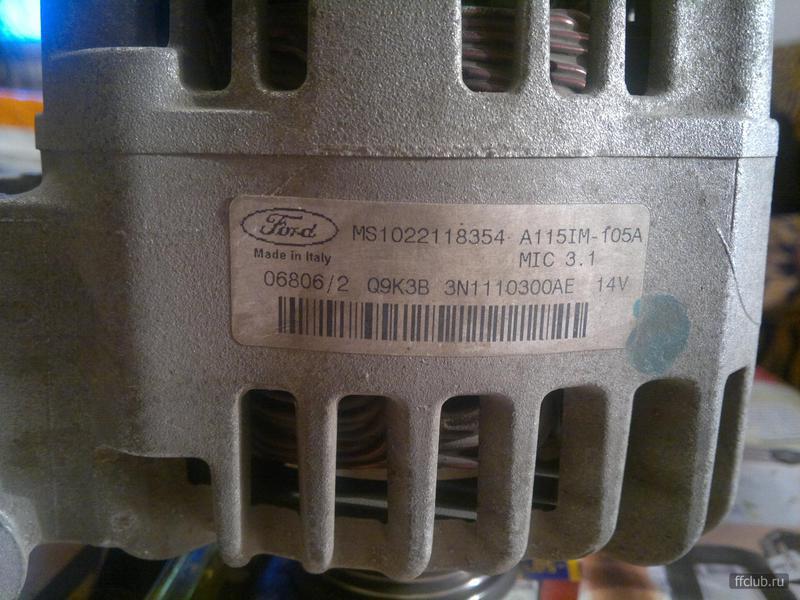 Ford MS1022118354 A115IM-105A
Made in Italy MIC 3.1
06806/2 Q9K3B 3N1110300AE 14V
ffclub.ru